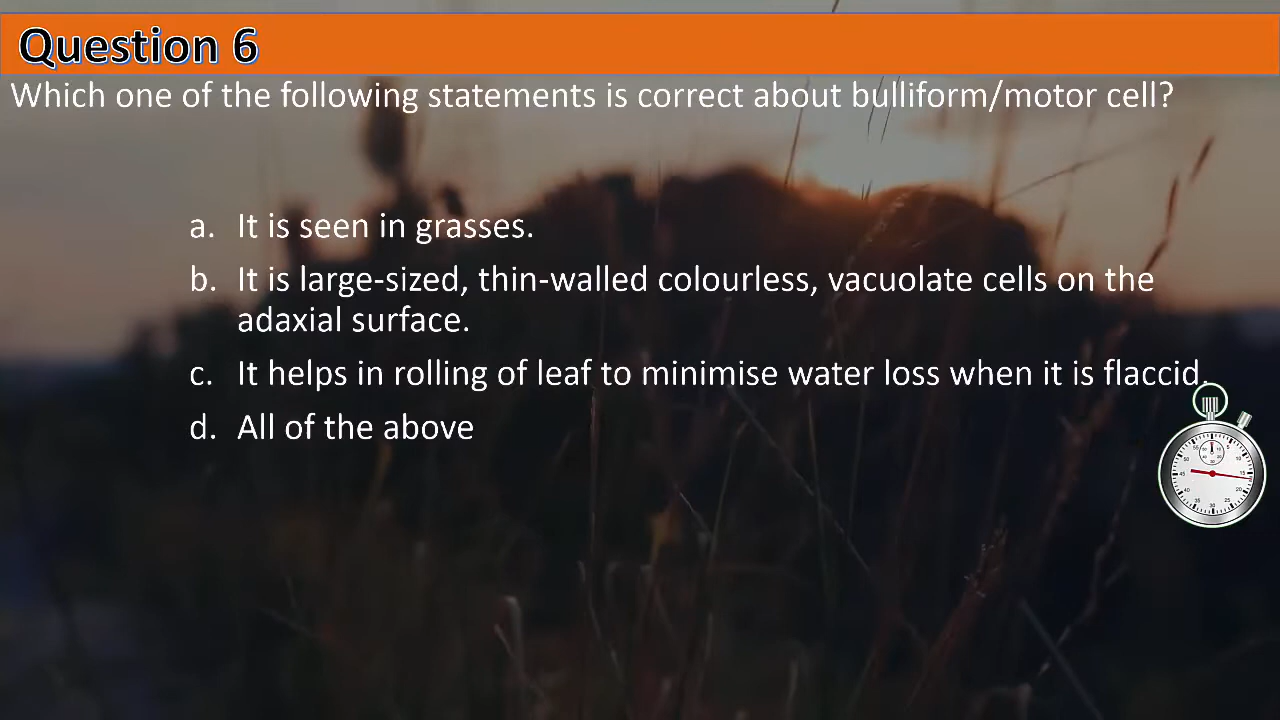 Question 6
Which one of the following statements is correct about bulliform/motor cell?
a. It is seen in grasses.
b. It is large-sized, thin-walled colourless, vacuolate cells on the
adaxial surface.
c. It helps in rolling of leaf to minimise water loss when it is flaccid.
d. All of the above